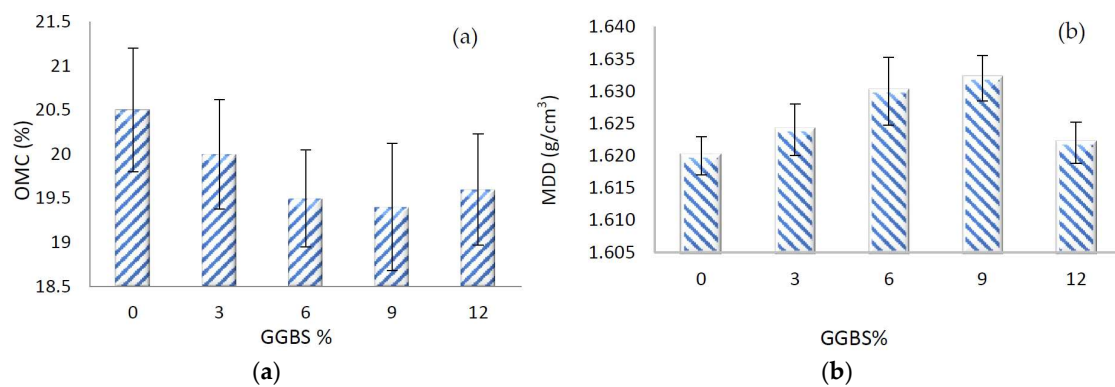 (a)
21.5
21
20.5
20
19.5
19
18.5
OMC (%)
0 3 6 9 12
GGBS %
(a)
(b)
1.640
1.635
1.630
1.625
1.620
1.615
1.610
1.605
MDD (g/cm³)
0 3 6 9 12
GGBS%
(b)